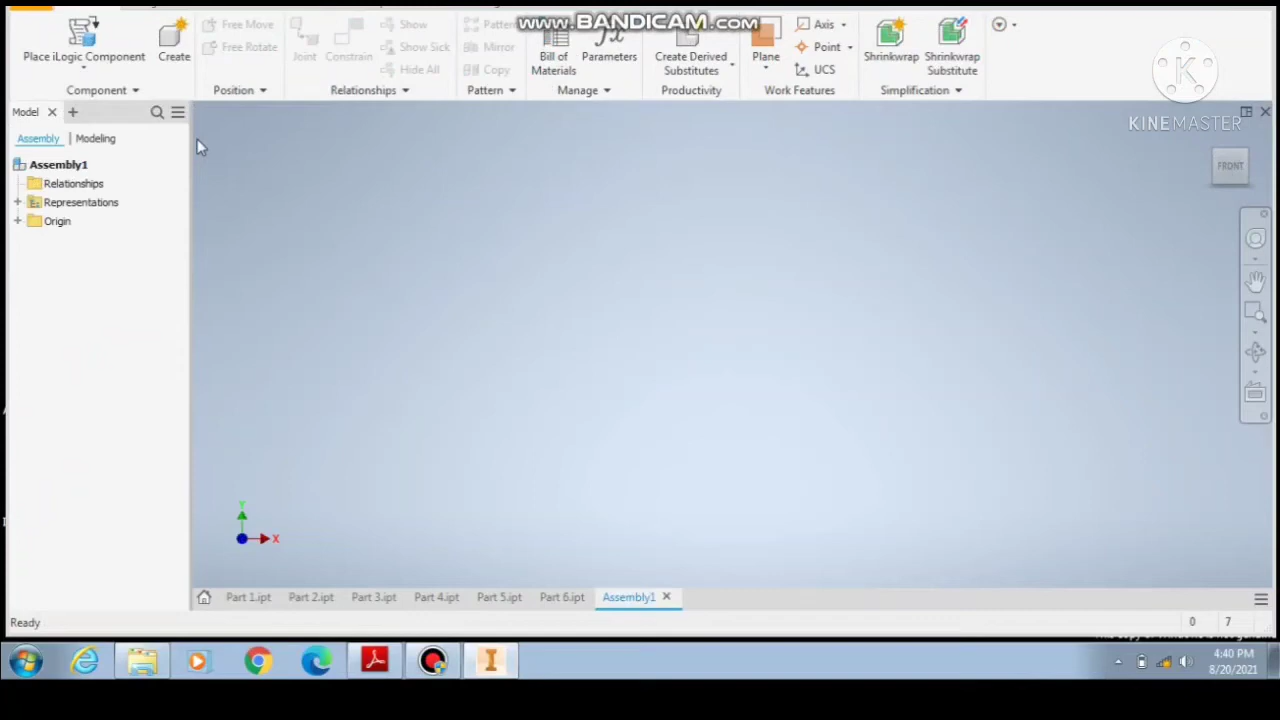 www.BANDICAM.com
Free Move
Show
Pattern
Axis
Free Rotate
Show Sick
Mirror
Point
Place iLogic Component
Create
Joint
Constrain
Hide All
Copy
Bill of Materials
Parameters
Create Derived Substitutes
Plane
UCS
Shrinkwrap
Shrinkwrap Substitute
Component
Position
Relationships
Pattern
Manage
Productivity
Work Features
Simplification
K
KINEMASTER
Model
Assembly | Modeling
Assembly1
Relationships
Representations
Origin
FRONT
Y
X
Part 1.ipt
Part 2.ipt
Part 3.ipt
Part 4.ipt
Part 5.ipt
Part 6.ipt
Assembly1
Ready
0
7
4:40 PM
8/20/2021